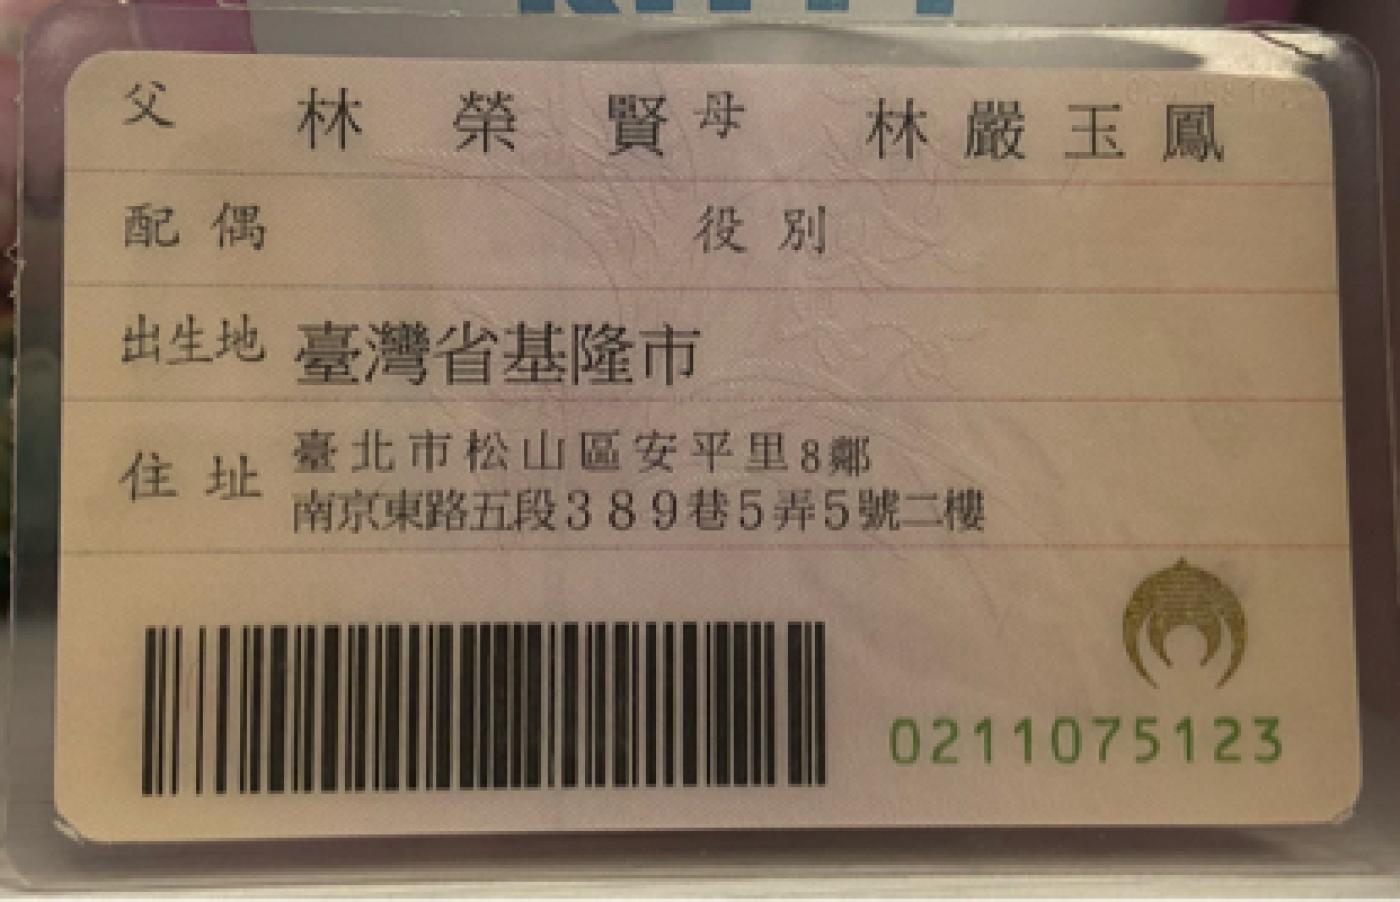 父 林榮賢 母 林嚴玉鳳
配偶 役別
出生地 臺灣省基隆市
住址 臺北市松山區安平里8鄰
南京東路五段389巷5弄5號二樓
0211075123